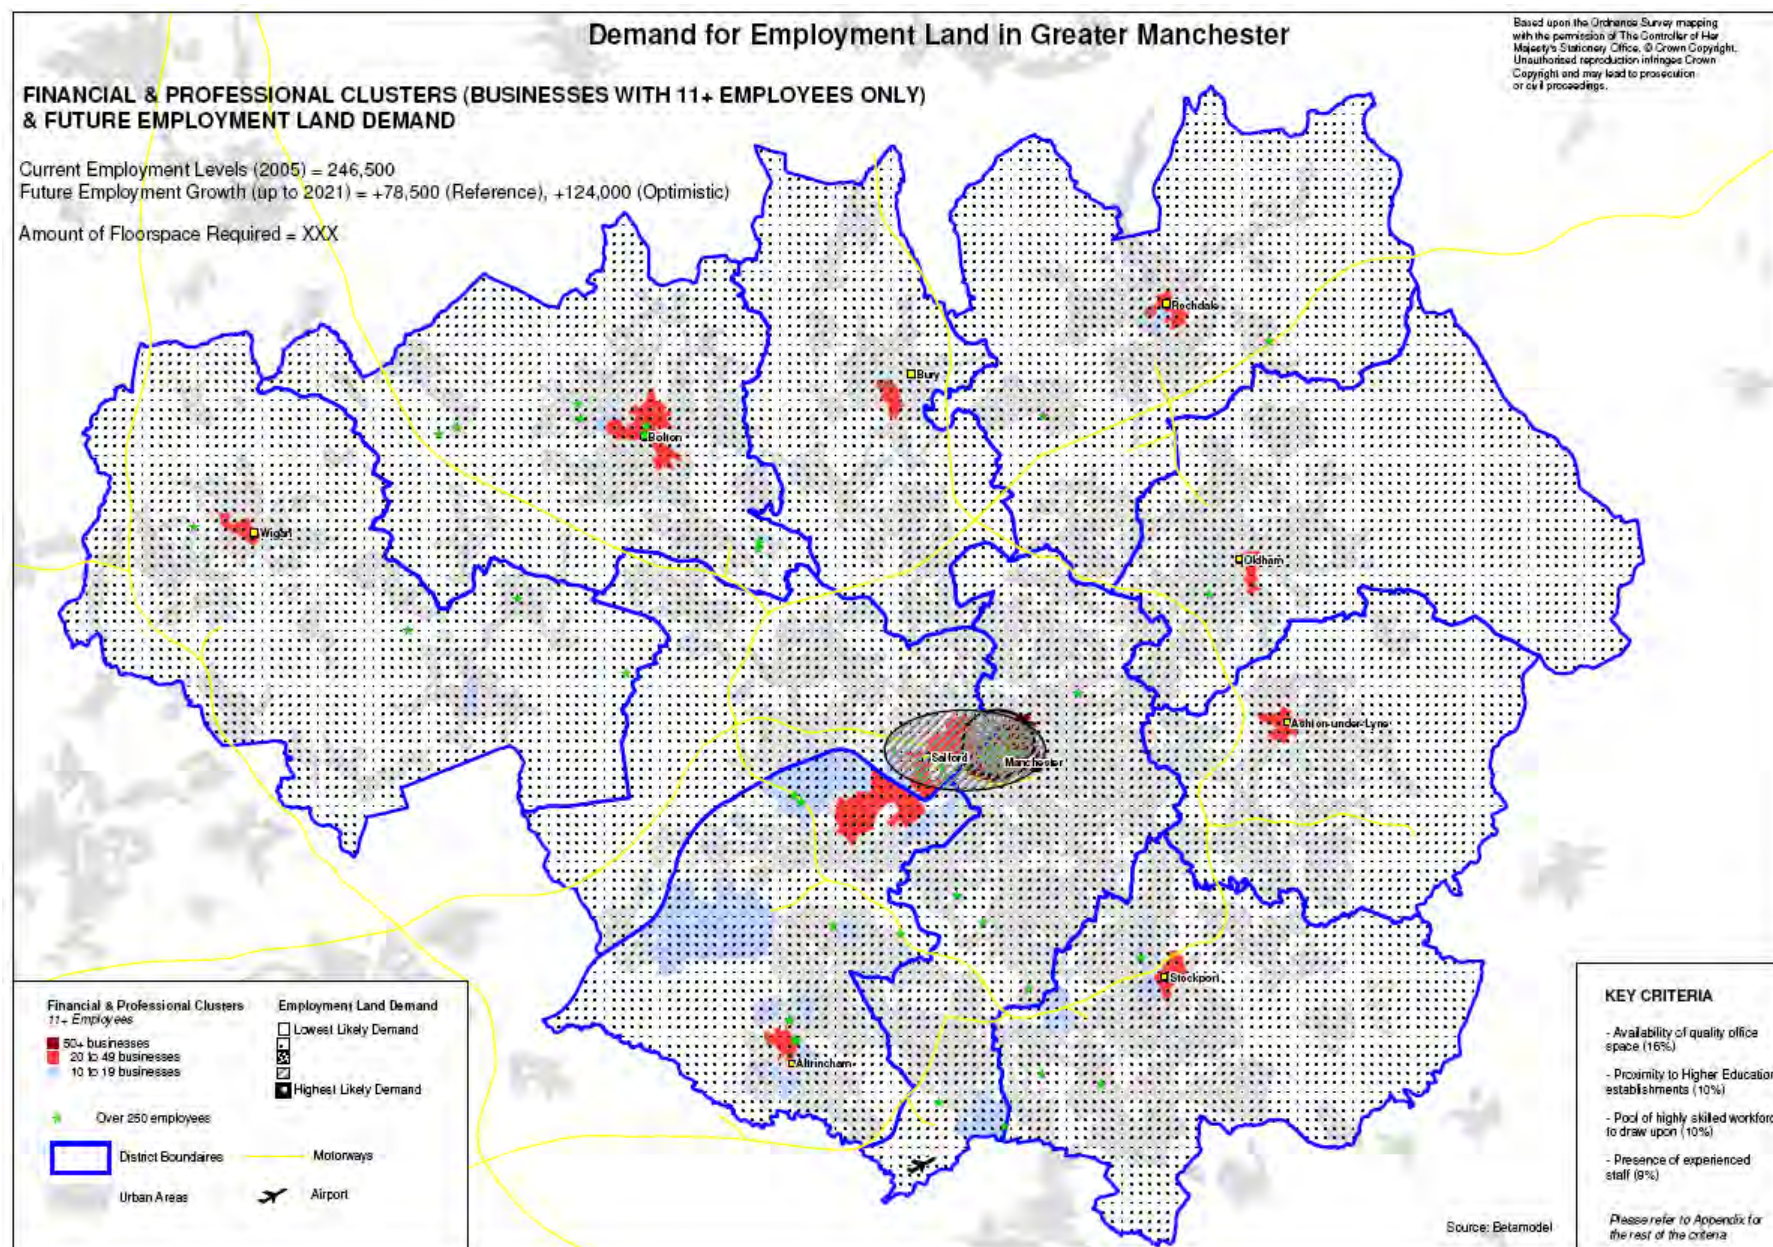 Demand for Employment Land in Greater Manchester
Based upon the Ordnance Survey mapping
with the permission of The Controller of Her
Majesty's Stationery Office, © Crown Copyright.
Unauthorised reproduction infringes Crown
Copyright and may lead to prosecution
or civil proceedings.
FINANCIAL & PROFESSIONAL CLUSTERS (BUSINESSES WITH 11+ EMPLOYEES ONLY)
& FUTURE EMPLOYMENT LAND DEMAND
Current Employment Levels (2005) = 246,500
Future Employment Growth (up to 2021) = +78,500 (Reference), +124,000 (Optimistic)
Amount of Floorspace Required = XXX
Rochdale
Bury
Bolton
Wigan
Oldham
Ashton-under-Lyne
Salford
Manchester
Stockport
Altrincham
Financial & Professional Clusters
11+ Employees
50+ businesses
20 to 49 businesses
10 to 19 businesses
Over 250 employees
District Boundaires
Urban Areas
Employment Land Demand
Lowest Likely Demand
Highest Likely Demand
Motorways
Airport
KEY CRITERIA
- Availability of quality office
space (16%)
- Proximity to Higher Education
establishments (10%)
- Pool of highly skilled workforc
to draw upon (10%)
- Presence of experienced
staff (9%)
Please refer to Appendix for
the rest of the criteria
Source: Betamodel